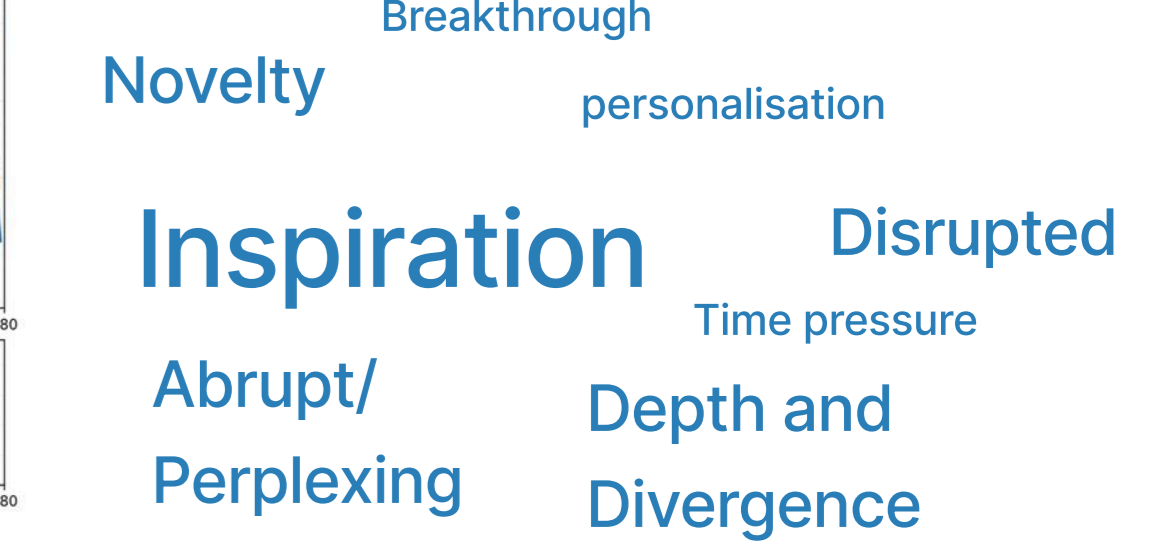 Breakthrough
Novelty
personalisation
Inspiration
Disrupted
Time pressure
80
Abrupt/
Perplexing
Depth and
Divergence
80